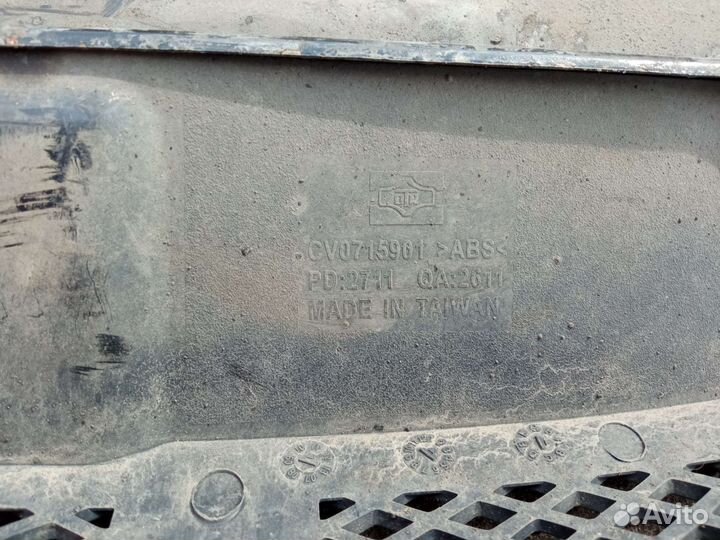 CV0715901 >ABS<
PD:2711 QA:2611
MADE IN TAIWAN
Avito